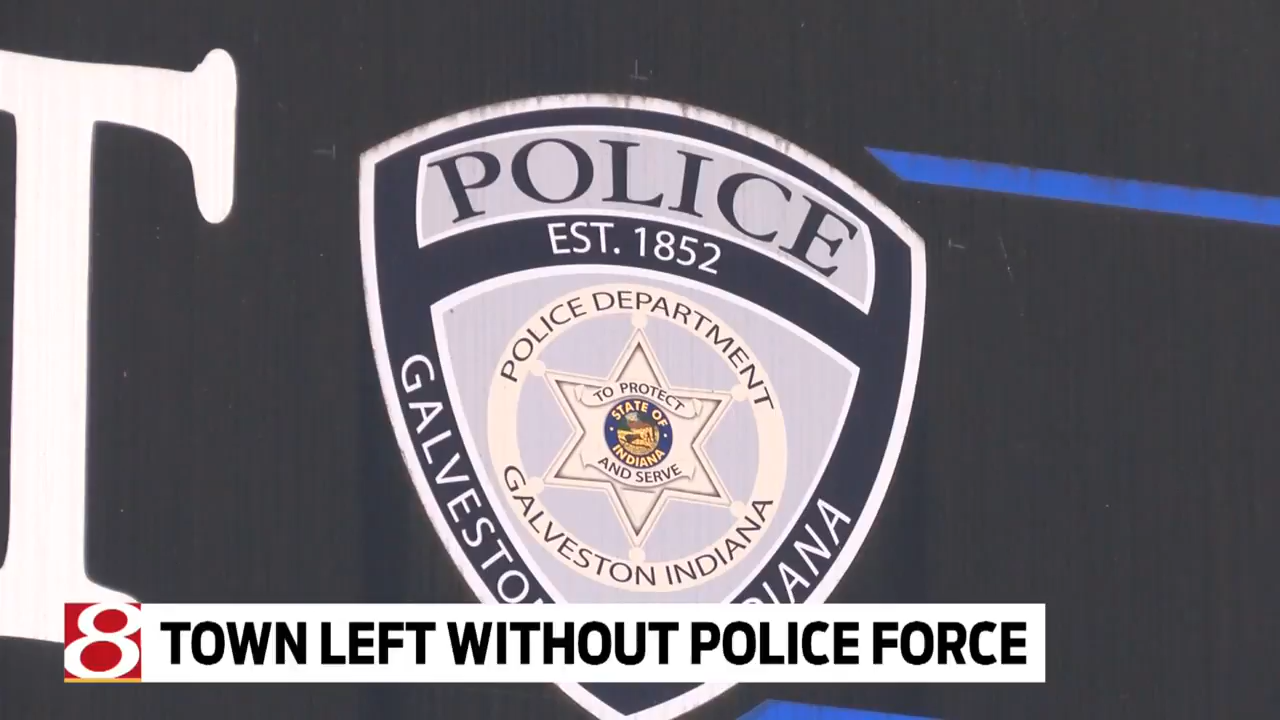 T
POLICE
EST. 1852
POLICE DEPARTMENT
TO PROTECT
STATE OF
INDIANA
AND SERVE
GALVESTON INDIANA
GALVESTON
DIANA
8 TOWN LEFT WITHOUT POLICE FORCE